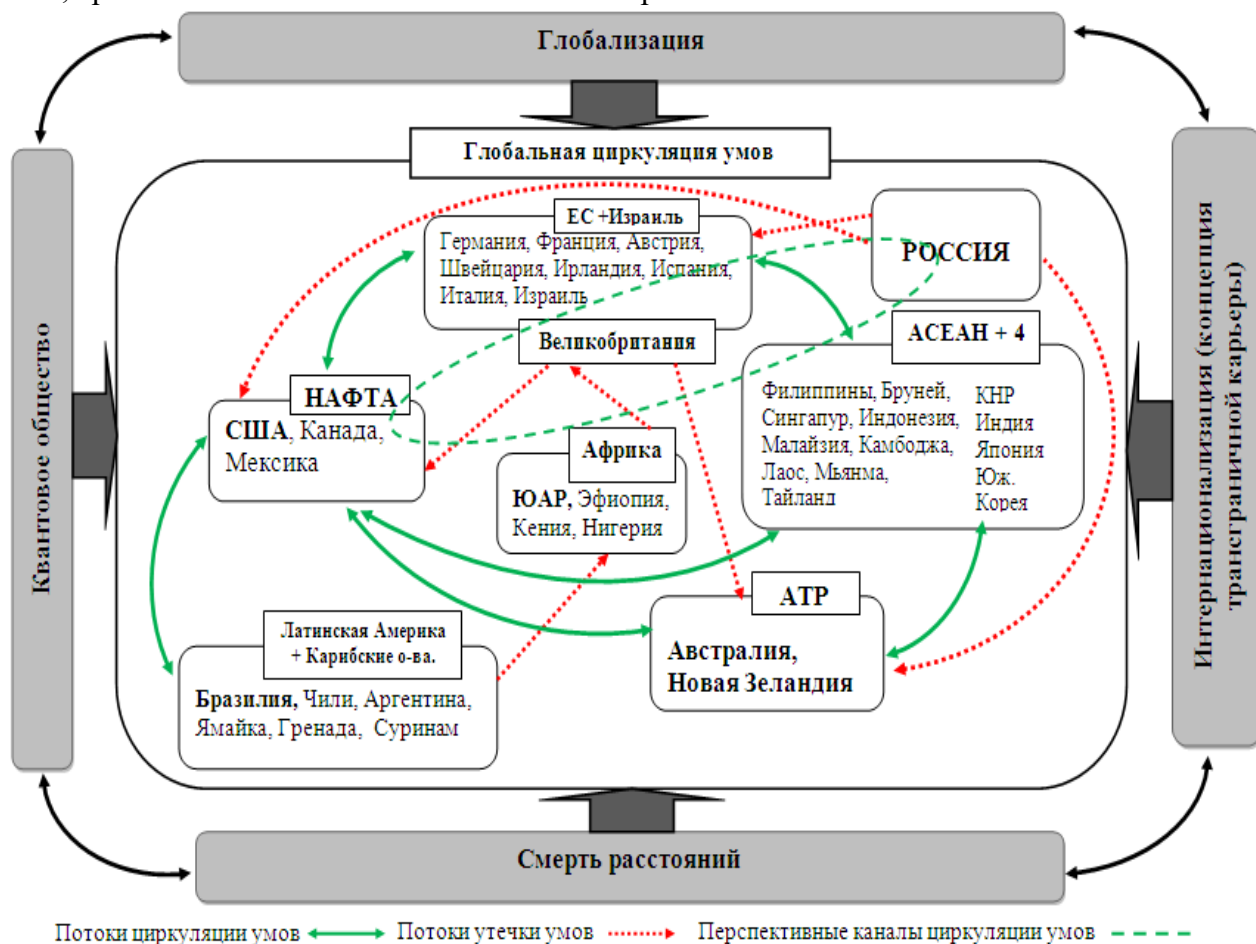 Глобализация
Глобальная циркуляция умов
Квантовое общество
Интернационализация (концепция
трансграничной карьеры)
ЕС +Израиль
Германия, Франция, Австрия,
Швейцария, Ирландия, Испания,
Италия, Израиль
Великобритания
РОССИЯ
АСЕАН + 4
Филиппины, Бруней,
Сингапур, Индонезия,
Малайзия, Камбоджа,
Лаос, Мьянма,
Тайланд
КНР
Индия
Япония
Юж.
Корея
НАФТА
США, Канада,
Мексика
Африка
ЮАР, Эфиопия,
Кения, Нигерия
АТР
Австралия,
Новая Зеландия
Латинская Америка
+ Карибские о-ва.
Бразилия, Чили, Аргентина,
Ямайка, Гренада, Суринам
Смерть расстояний
Потоки циркуляции умов
Потоки утечки умов
Перспективные каналы циркуляции умов